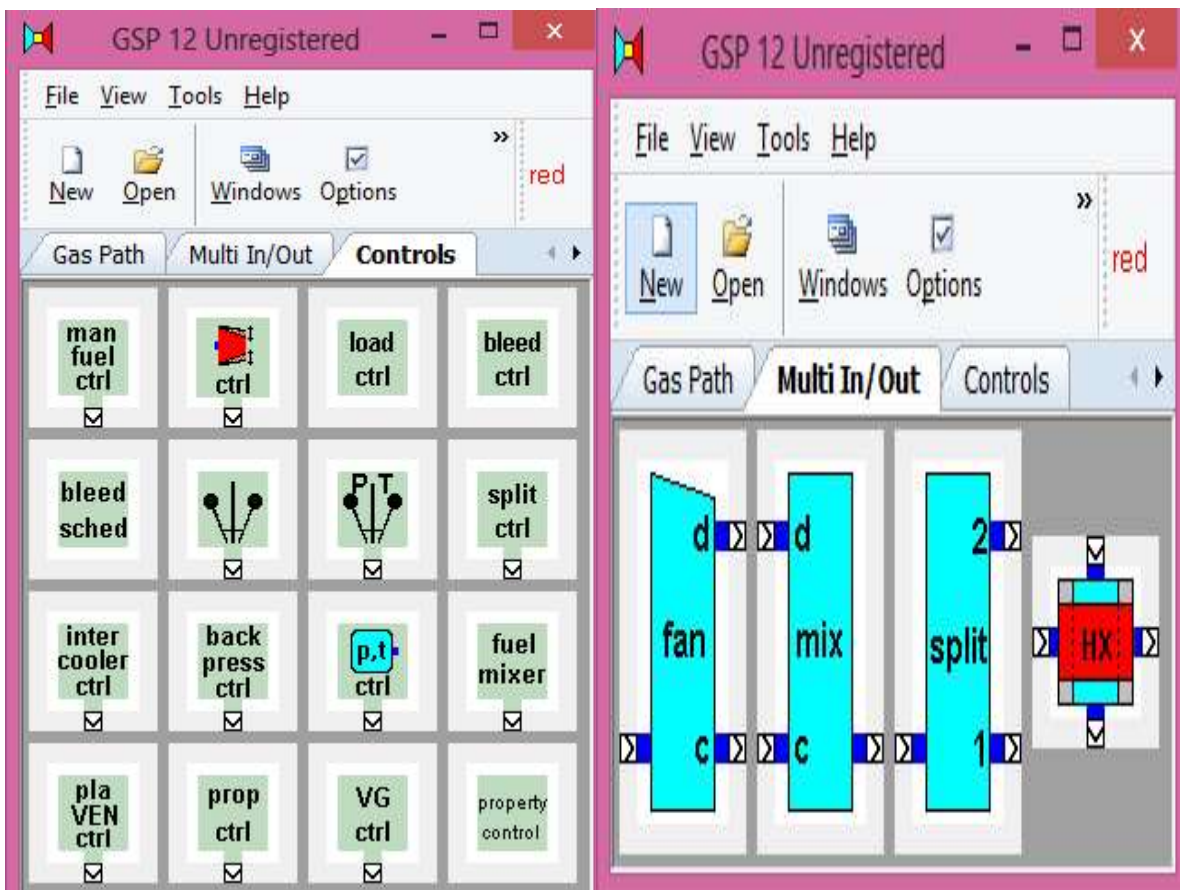 GSP 12 Unregistered
File View Tools Help
New Open Windows Options
»
red
Gas Path Multi In/Out Controls
man
fuel
ctrl
ctrl
load
ctrl
bleed
ctrl
bleed
sched
P T
split
ctrl
inter
cooler
ctrl
back
press
ctrl
p,t
ctrl
fuel
mixer
pla
VEN
ctrl
prop
ctrl
VG
ctrl
property
control
GSP 12 Unregistered
File View Tools Help
New Open Windows Options
»
red
Gas Path Multi In/Out Controls
d
fan
c
d
mix
c
2
split
1
HX